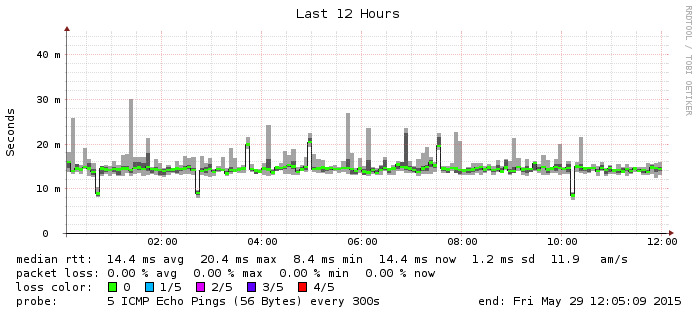 Last 12 Hours
RRDTOOL / TOBI OETIKER
Seconds
40 m
30 m
20 m
10 m
0
02:00 04:00 06:00 08:00 10:00 12:00
median rtt: 14.4 ms avg 20.4 ms max 8.4 ms min 14.4 ms now 1.2 ms sd 11.9 am/s
packet loss: 0.00 % avg 0.00 % max 0.00 % min 0.00 % now
loss color: 0 1/5 2/5 3/5 4/5
probe: 5 ICMP Echo Pings (56 Bytes) every 300s end: Fri May 29 12:05:09 2015